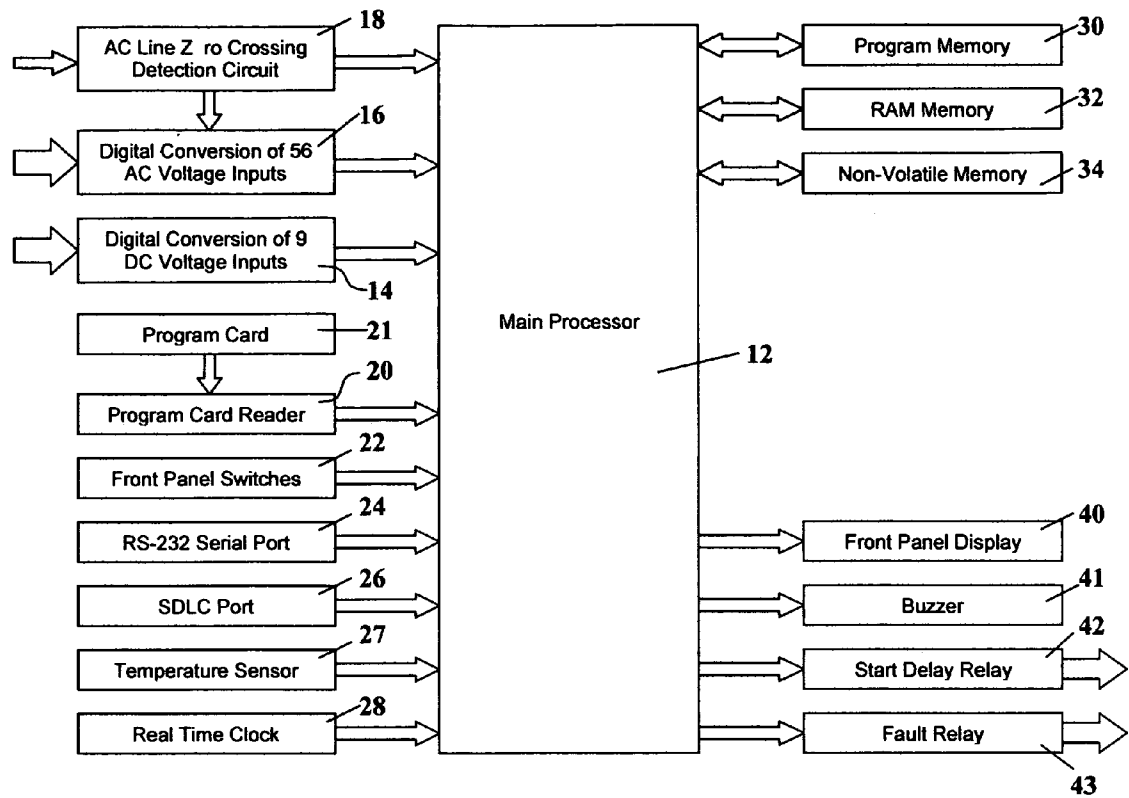 18
AC Line Z ro Crossing
Detection Circuit
16
Digital Conversion of 56
AC Voltage Inputs
Digital Conversion of 9
DC Voltage Inputs
14
Program Card
21
20
Program Card Reader
22
Front Panel Switches
24
RS-232 Serial Port
26
SDLC Port
27
Temperature Sensor
28
Real Time Clock
Main Processor
12
30
Program Memory
32
RAM Memory
34
Non-Volatile Memory
40
Front Panel Display
41
Buzzer
42
Start Delay Relay
Fault Relay
43